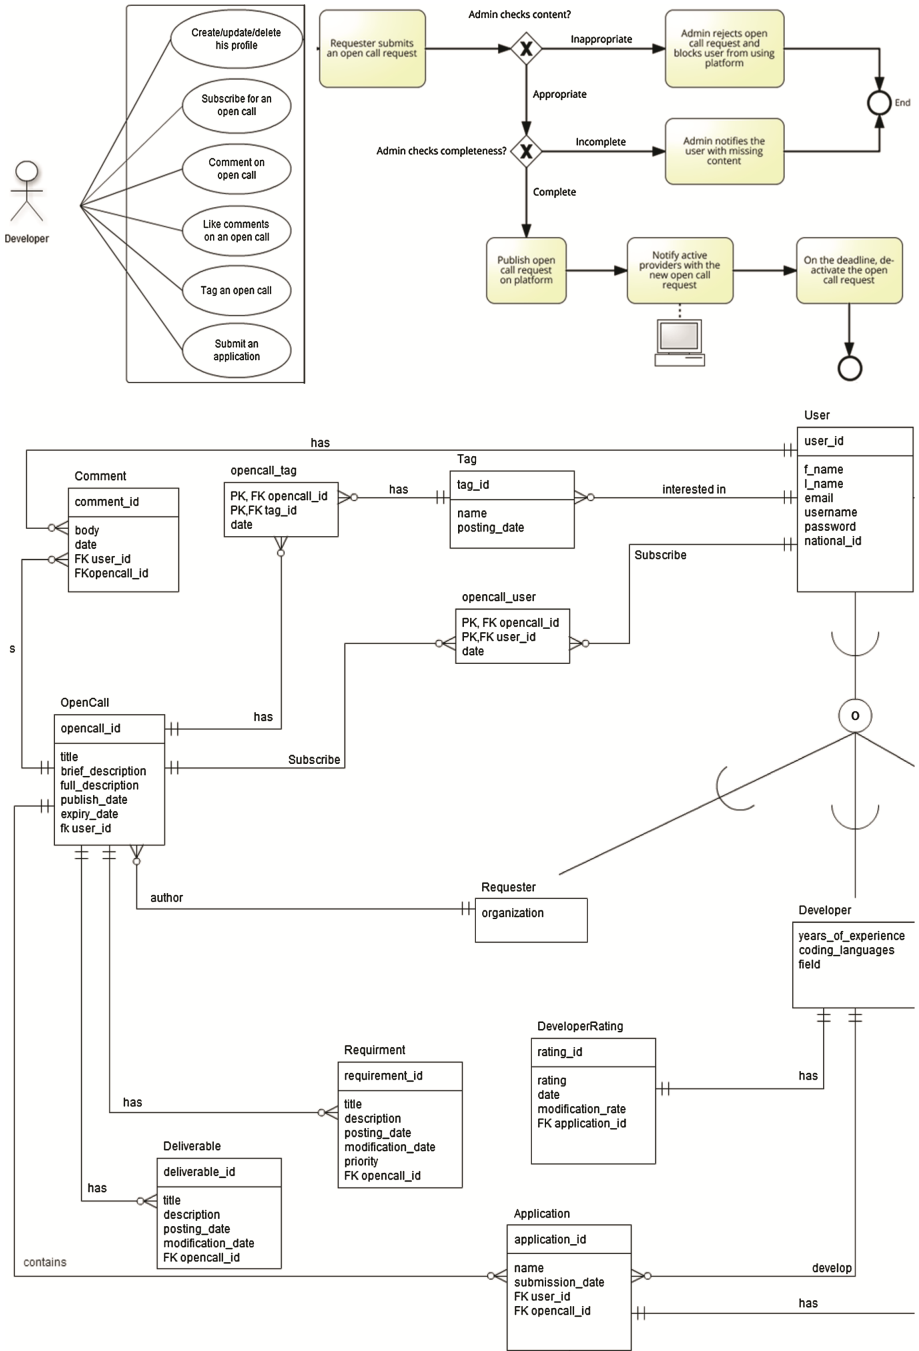 Create/update/delete
his profile
Subscribe for an
open call
Comment on
open call
Like comments
on an open call
Tag an open call
Submit an
application
Developer
Admin checks content?
Requester submits
an open call request
X
Inappropriate
Admin rejects open
call request and
blocks user from using
platform
End
Appropriate
Admin checks completeness?
X
Incomplete
Admin notifies the
user with missing
content
Complete
Publish open
call request
on platform
Notify active
providers with the
new open call
request
On the deadline, de-
activate the open
call request
User
user_id
f_name
l_name
email
username
password
national_id
has
Comment
comment_id
body
date
FK user_id
FKopencall_id
opencall_tag
PK, FK opencall_id
PK,FK tag_id
date
has
Tag
tag_id
name
posting_date
interested in
Subscribe
opencall_user
PK, FK opencall_id
PK,FK user_id
date
s
OpenCall
opencall_id
title
brief_description
full_description
publish_date
expiry_date
fk user_id
has
Subscribe
o
author
Requester
organization
Developer
years_of_experience
coding_languages
field
DeveloperRating
rating_id
rating
date
modification_rate
FK application_id
has
Requirment
requirement_id
title
description
posting_date
modification_date
priority
FK opencall_id
has
Deliverable
deliverable_id
title
description
posting_date
modification_date
FK opencall_id
has
contains
Application
application_id
name
submission_date
FK user_id
FK opencall_id
develop
has